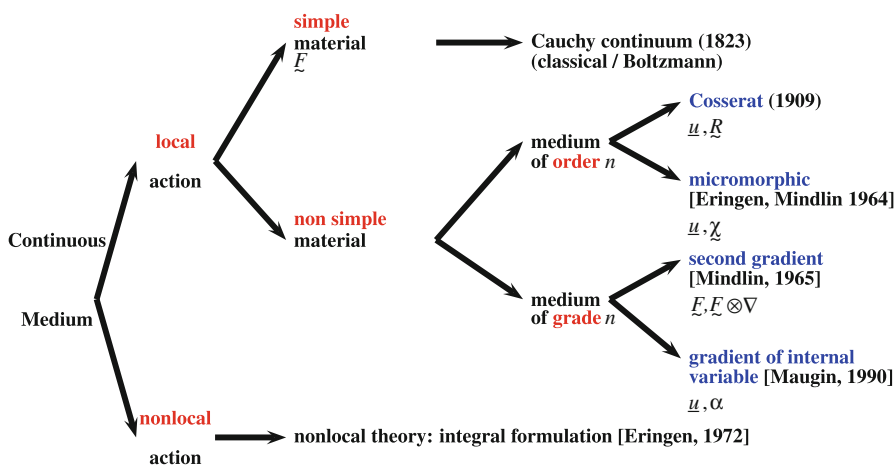 simple
material
F
Cauchy continuum (1823)
(classical / Boltzmann)
Cosserat (1909)
u, R
local
action
medium
of order n
micromorphic
[Eringen, Mindlin 1964]
u, χ
non simple
material
Continuous
Medium
second gradient
[Mindlin, 1965]
F, F ⊗∇
medium
of grade n
gradient of internal
variable [Maugin, 1990]
u, α
nonlocal
action
nonlocal theory: integral formulation [Eringen, 1972]